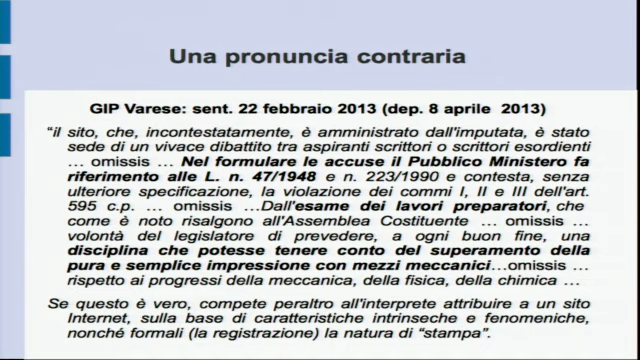 Una pronuncia contraria
GIP Varese: sent. 22 febbraio 2013 (dep. 8 aprile  2013)
“il sito, che, incontestatamente, è amministrato dall'imputata, è stato
sede di un vivace dibattito tra aspiranti scrittori o scrittori esordienti
… omissis … Nel formulare le accuse il Pubblico Ministero fa
riferimento alle L. n. 47/1948 e n. 223/1990 e contesta, senza
ulteriore specificazione, la violazione dei commi I, II e III dell'art.
595 c.p. … omissis …Dall'esame dei lavori preparatori, che
come è noto risalgono all'Assemblea Costituente … omissis …
volontà del legislatore di prevedere, a ogni buon fine, una
disciplina che potesse tenere conto del superamento della
pura e semplice impressione con mezzi meccanici…omissis …
rispetto ai progressi della meccanica, della fisica, della chimica …
Se questo è vero, compete peraltro all'interprete attribuire a un sito
Internet, sulla base di caratteristiche intrinseche e fenomeniche,
nonché formali (la registrazione) la natura di “stampa”.